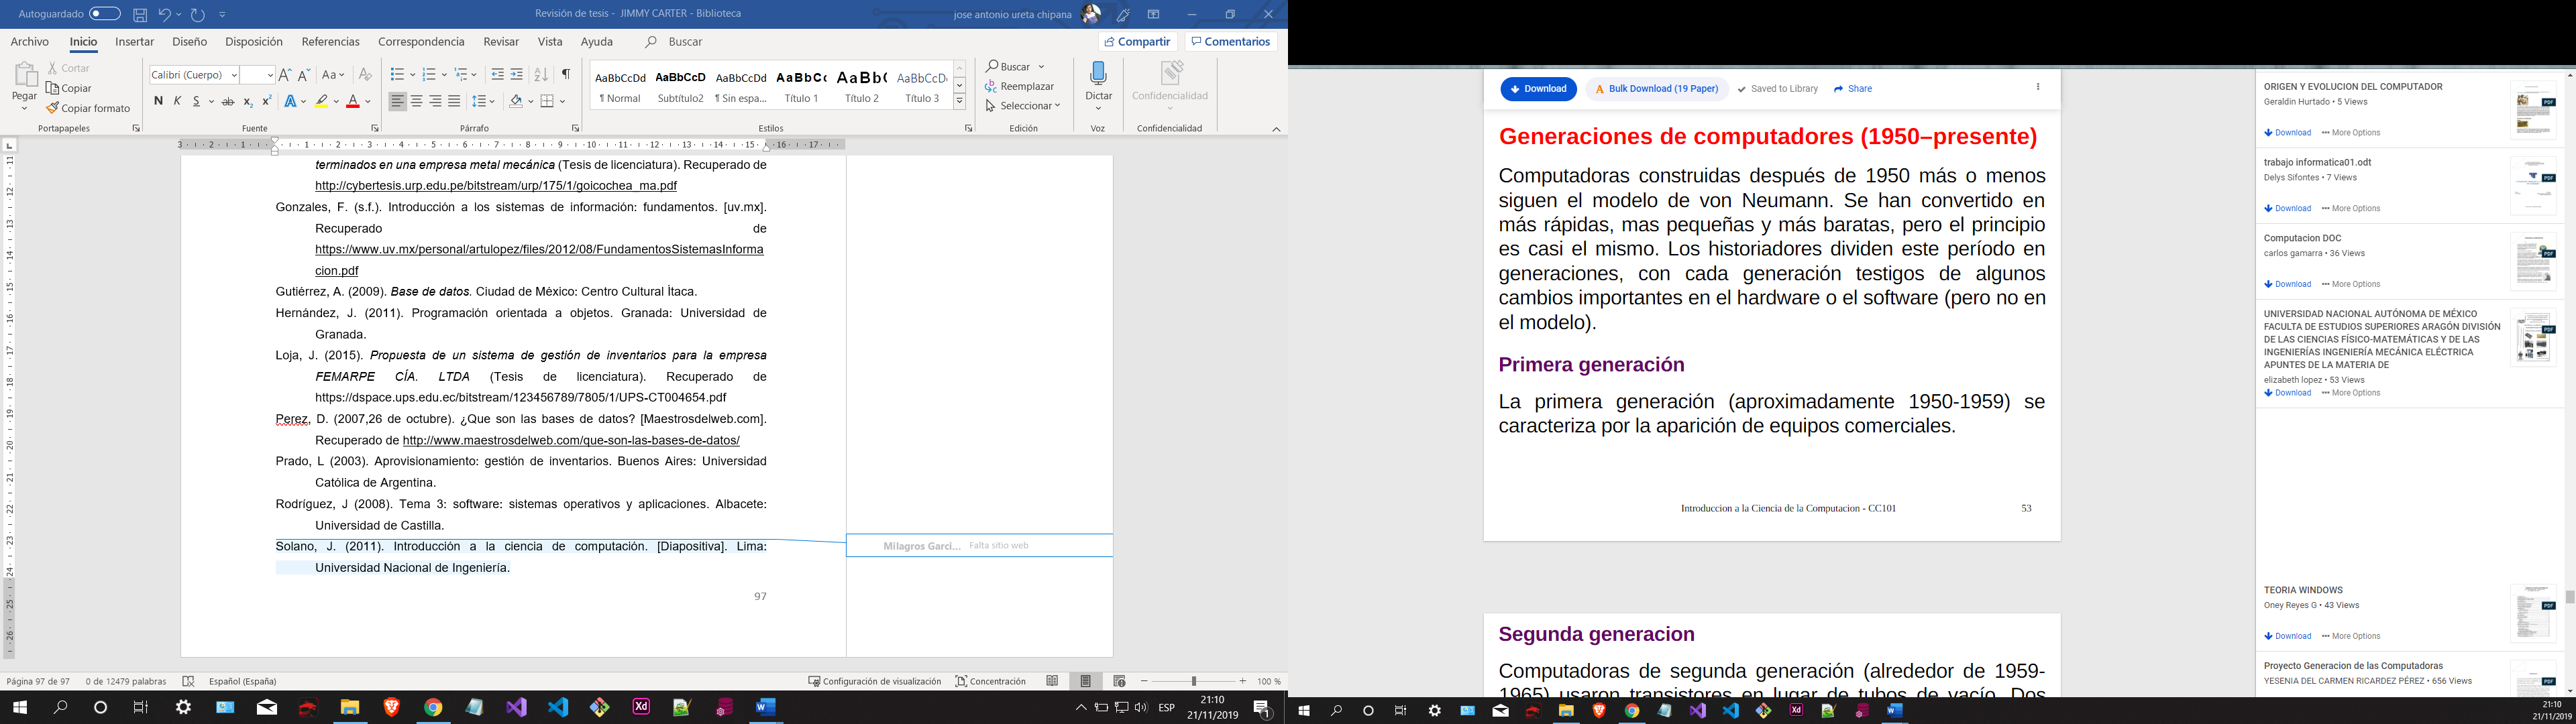 Autoguardado
Revisión de tesis - JIMMY CARTER - Biblioteca
jose antonio ureta chipana
Archivo Inicio Insertar Diseño Disposición Referencias Correspondencia Revisar Vista Ayuda Buscar
Compartir Comentarios
Pegar
Cortar
Copiar
Copiar formato
Portapapeles
Calibri (Cuerpo)
Aa
N K S ab x₂ x² A A
Fuente
Párrafo
AaBbCcDd AaBbCcD AaBbCcDd AaBbCc AaBbC AaBbCcD
¶ Normal Subtítulo2 ¶ Sin espa... Título 1 Título 2 Título 3
Estilos
Buscar
Reemplazar
Seleccionar
Edición
Dictar
Voz
Confidencialidad
Confidencialidad
terminados en una empresa metal mecánica (Tesis de licenciatura). Recuperado de
http://cybertesis.urp.edu.pe/bitstream/urp/175/1/goicochea_ma.pdf
Gonzales, F. (s.f.). Introducción a los sistemas de información: fundamentos. [uv.mx].
Recuperado de
https://www.uv.mx/personal/artulopez/files/2012/08/FundamentosSistemasInforma
cion.pdf
Gutiérrez, A. (2009). Base de datos. Ciudad de México: Centro Cultural Ítaca.
Hernández, J. (2011). Programación orientada a objetos. Granada: Universidad de
Granada.
Loja, J. (2015). Propuesta de un sistema de gestión de inventarios para la empresa
FEMARPE CÍA. LTDA (Tesis de licenciatura). Recuperado de
https://dspace.ups.edu.ec/bitstream/123456789/7805/1/UPS-CT004654.pdf
Perez, D. (2007,26 de octubre). ¿Que son las bases de datos? [Maestrosdelweb.com].
Recuperado de http://www.maestrosdelweb.com/que-son-las-bases-de-datos/
Prado, L (2003). Aprovisionamiento: gestión de inventarios. Buenos Aires: Universidad
Católica de Argentina.
Rodríguez, J (2008). Tema 3: software: sistemas operativos y aplicaciones. Albacete:
Universidad de Castilla.
Solano, J. (2011). Introducción a la ciencia de computación. [Diapositiva]. Lima:
Universidad Nacional de Ingeniería.
Milagros Garci... Falta sitio web
97
Página 97 de 97 0 de 12479 palabras Español (España)
Configuración de visualización Concentración 100 %
ESP
21:10
21/11/2019
Download Bulk Download (19 Paper) Saved to Library Share
Generaciones de computadores (1950–presente)
Computadoras construidas después de 1950 más o menos
siguen el modelo de von Neumann. Se han convertido en
más rápidas, mas pequeñas y más baratas, pero el principio
es casi el mismo. Los historiadores dividen este período en
generaciones, con cada generación testigos de algunos
cambios importantes en el hardware o el software (pero no en
el modelo).
Primera generación
La primera generación (aproximadamente 1950-1959) se
caracteriza por la aparición de equipos comerciales.
Introduccion a la Ciencia de la Computacion - CC101
53
Segunda generacion
Computadoras de segunda generación (alrededor de 1959-
1965) usaron transistores en lugar de tubos de vacío. Dos
ORIGEN Y EVOLUCION DEL COMPUTADOR
Geraldin Hurtado • 5 Views
Download More Options
trabajo informatica01.odt
Delys Sifontes • 7 Views
Download More Options
Computacion DOC
carlos gamarra • 36 Views
Download More Options
UNIVERSIDAD NACIONAL AUTÓNOMA DE MÉXICO
FACULTA DE ESTUDIOS SUPERIORES ARAGÓN DIVISIÓN
DE LAS CIENCIAS FÍSICO-MATEMÁTICAS Y DE LAS
INGENIERÍAS INGENIERÍA MECÁNICA ELÉCTRICA
APUNTES DE LA MATERIA DE
elizabeth lopez • 53 Views
Download More Options
TEORIA WINDOWS
Oney Reyes G • 43 Views
Download More Options
Proyecto Generacion de las Computadoras
YESENIA DEL CARMEN RICARDEZ PÉREZ • 656 Views
21:10
21/11/2019